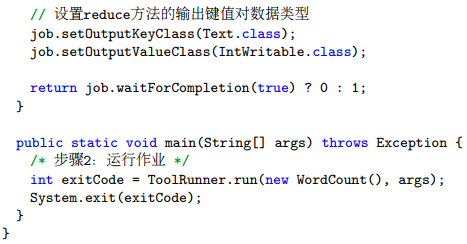 // 设置reduce方法的输出键值对数据类型
job.setOutputKeyClass(Text.class);
job.setOutputValueClass(IntWritable.class);
return job.waitForCompletion(true) ? 0 : 1;
}
public static void main(String[] args) throws Exception {
/* 步骤2: 运行作业 */
int exitCode = ToolRunner.run(new WordCount(), args);
System.exit(exitCode);
}
}